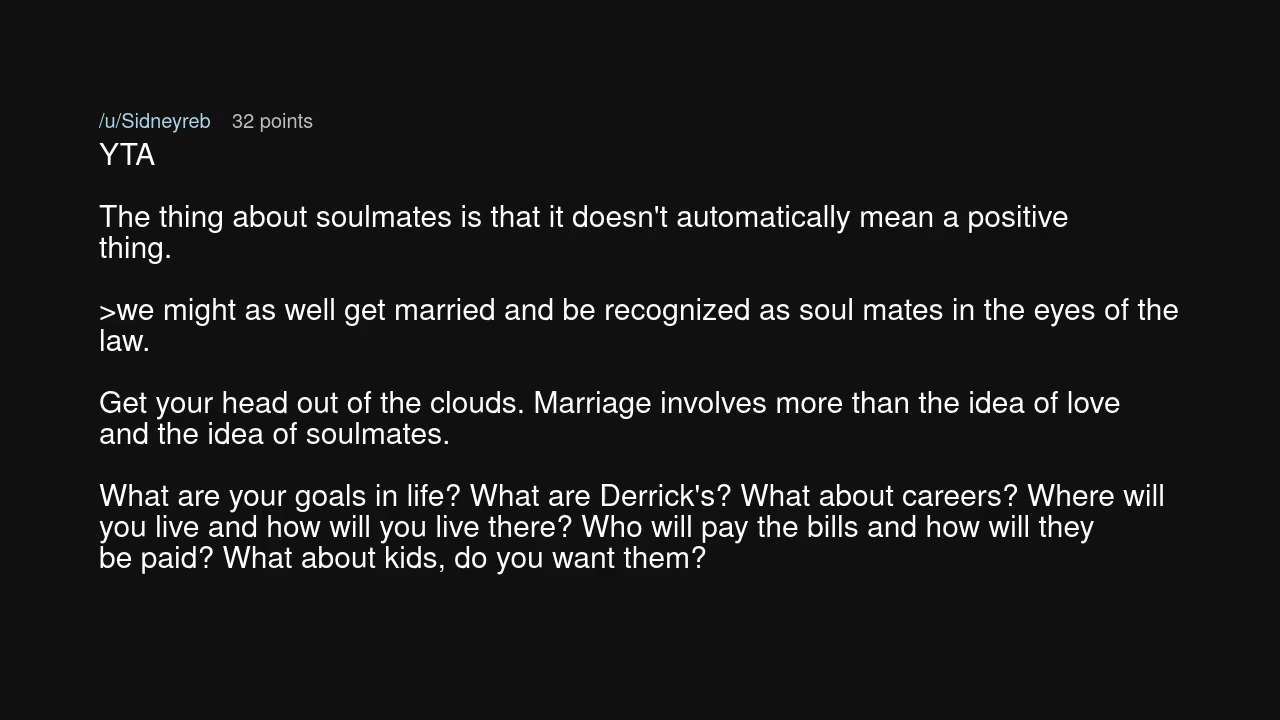 /u/Sidneyreb 32 points
YTA
The thing about soulmates is that it doesn't automatically mean a positive
thing.
>we might as well get married and be recognized as soul mates in the eyes of the
law.
Get your head out of the clouds. Marriage involves more than the idea of love
and the idea of soulmates.
What are your goals in life? What are Derrick's? What about careers? Where will
you live and how will you live there? Who will pay the bills and how will they
be paid? What about kids, do you want them?